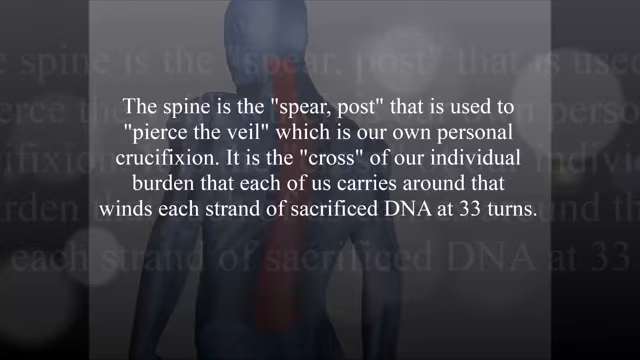 The spine is the "spear, post" that is used to
"pierce the veil" which is our own personal
crucifixion. It is the "cross" of our individual
burden that each of us carries around that
winds each strand of sacrificed DNA at 33 turns.